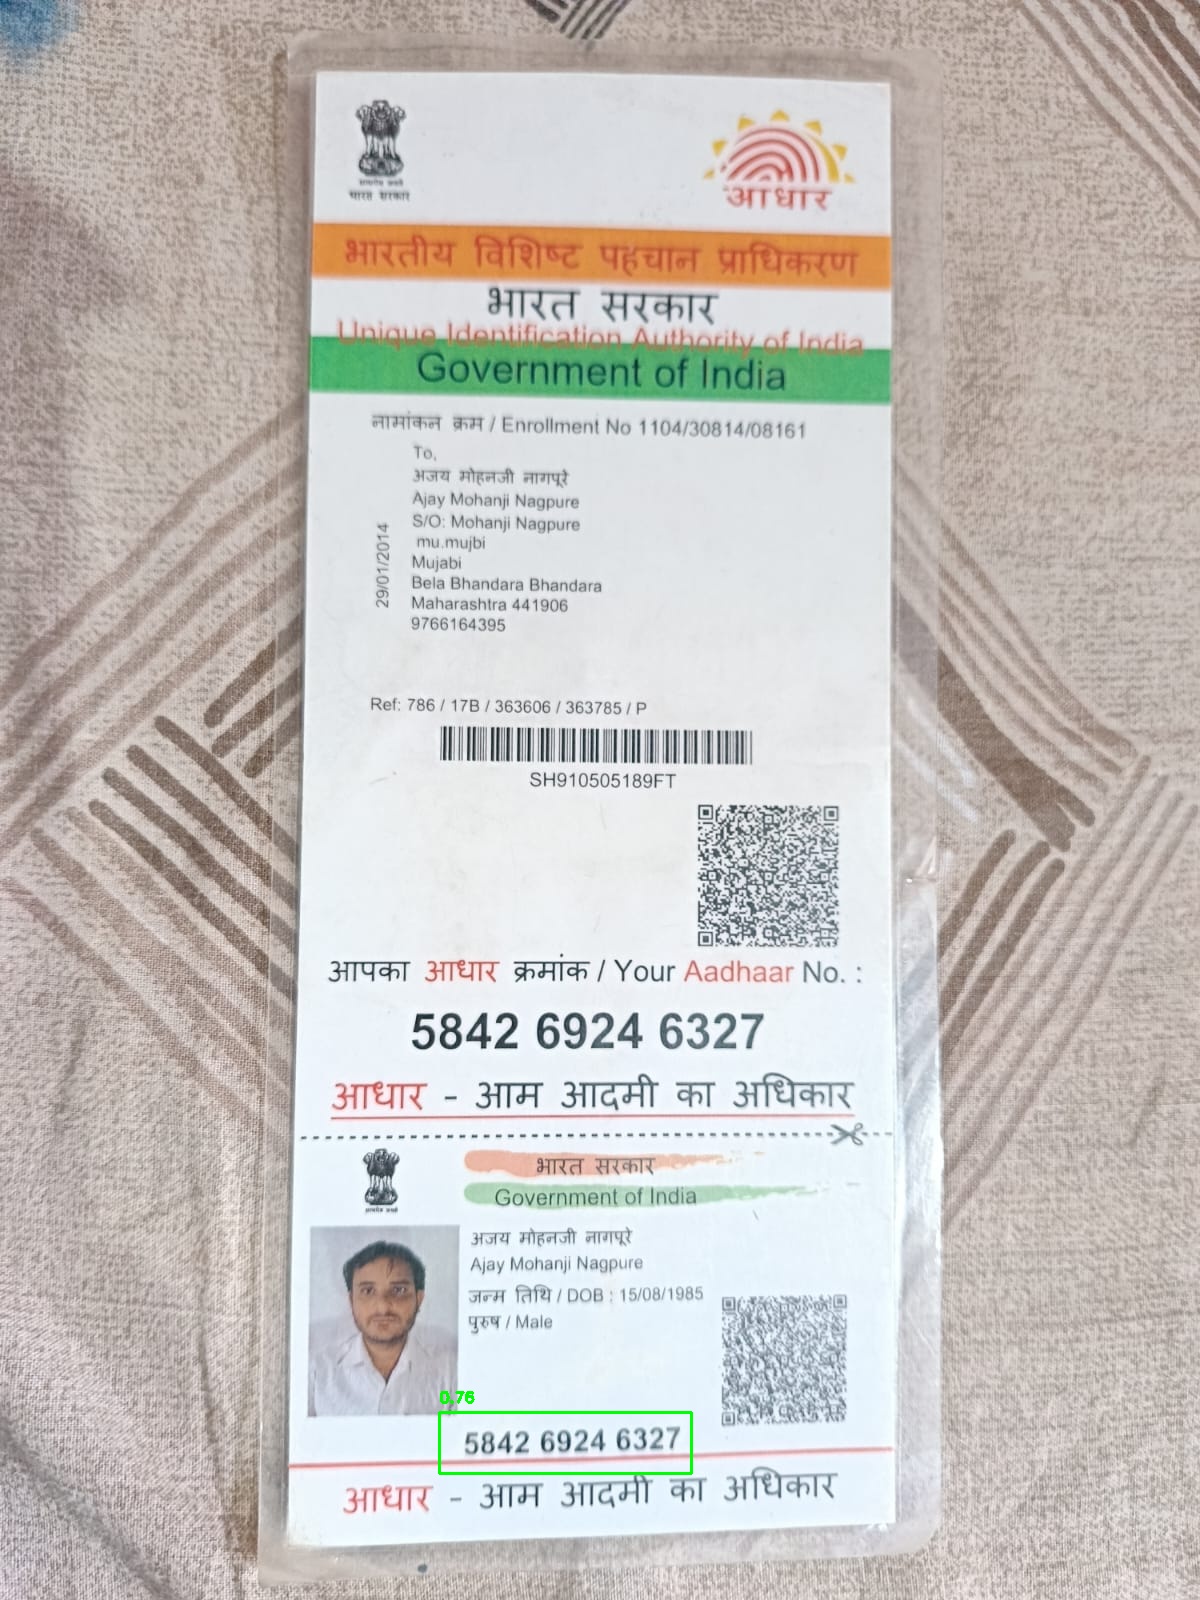 सत्यमेव जयते
भारत सरकार
आधार
भारतीय विशिष्ट पहचान प्राधिकरण
भारत सरकार
Unique Identification Authority of India
Government of India
नामांकन क्रम / Enrollment No 1104/30814/08161
To,
अजय मोहनजी नागपूरे
Ajay Mohanji Nagpure
S/O: Mohanji Nagpure
mu.mujbi
Mujabi
Bela Bhandara Bhandara
Maharashtra 441906
9766164395
29/01/2014
Ref: 786 / 17B / 363606 / 363785 / P
SH910505189FT
आपका आधार क्रमांक / Your Aadhaar No. :
5842 6924 6327
आधार - आम आदमी का अधिकार
भारत सरकार
Government of India
अजय मोहनजी नागपूरे
Ajay Mohanji Nagpure
जन्म तिथि / DOB : 15/08/1985
पुरुष / Male
0,76
5842 6924 6327
आधार - आम आदमी का अधिकार